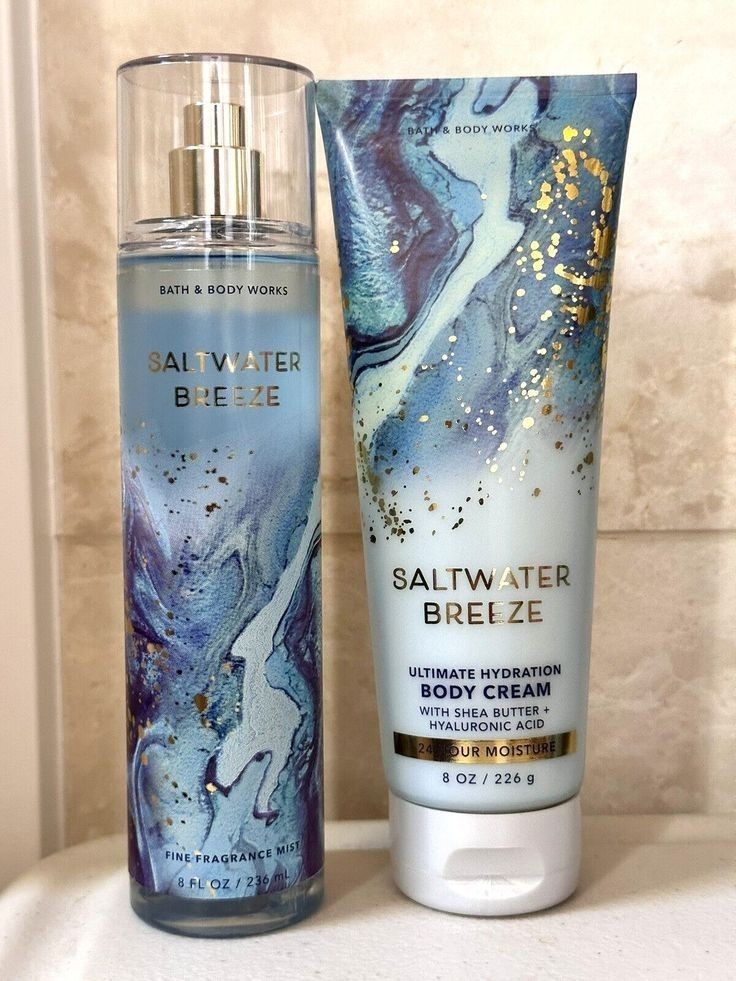 BATH & BODY WORKS
SALTWATER
BREEZE
FINE FRAGRANCE MIST
8 FL OZ / 236 mL
BATH & BODY WORKS
SALTWATER
BREEZE
ULTIMATE HYDRATION
BODY CREAM
WITH SHEA BUTTER +
HYALURONIC ACID
24 HOUR MOISTURE
8 OZ / 226 g